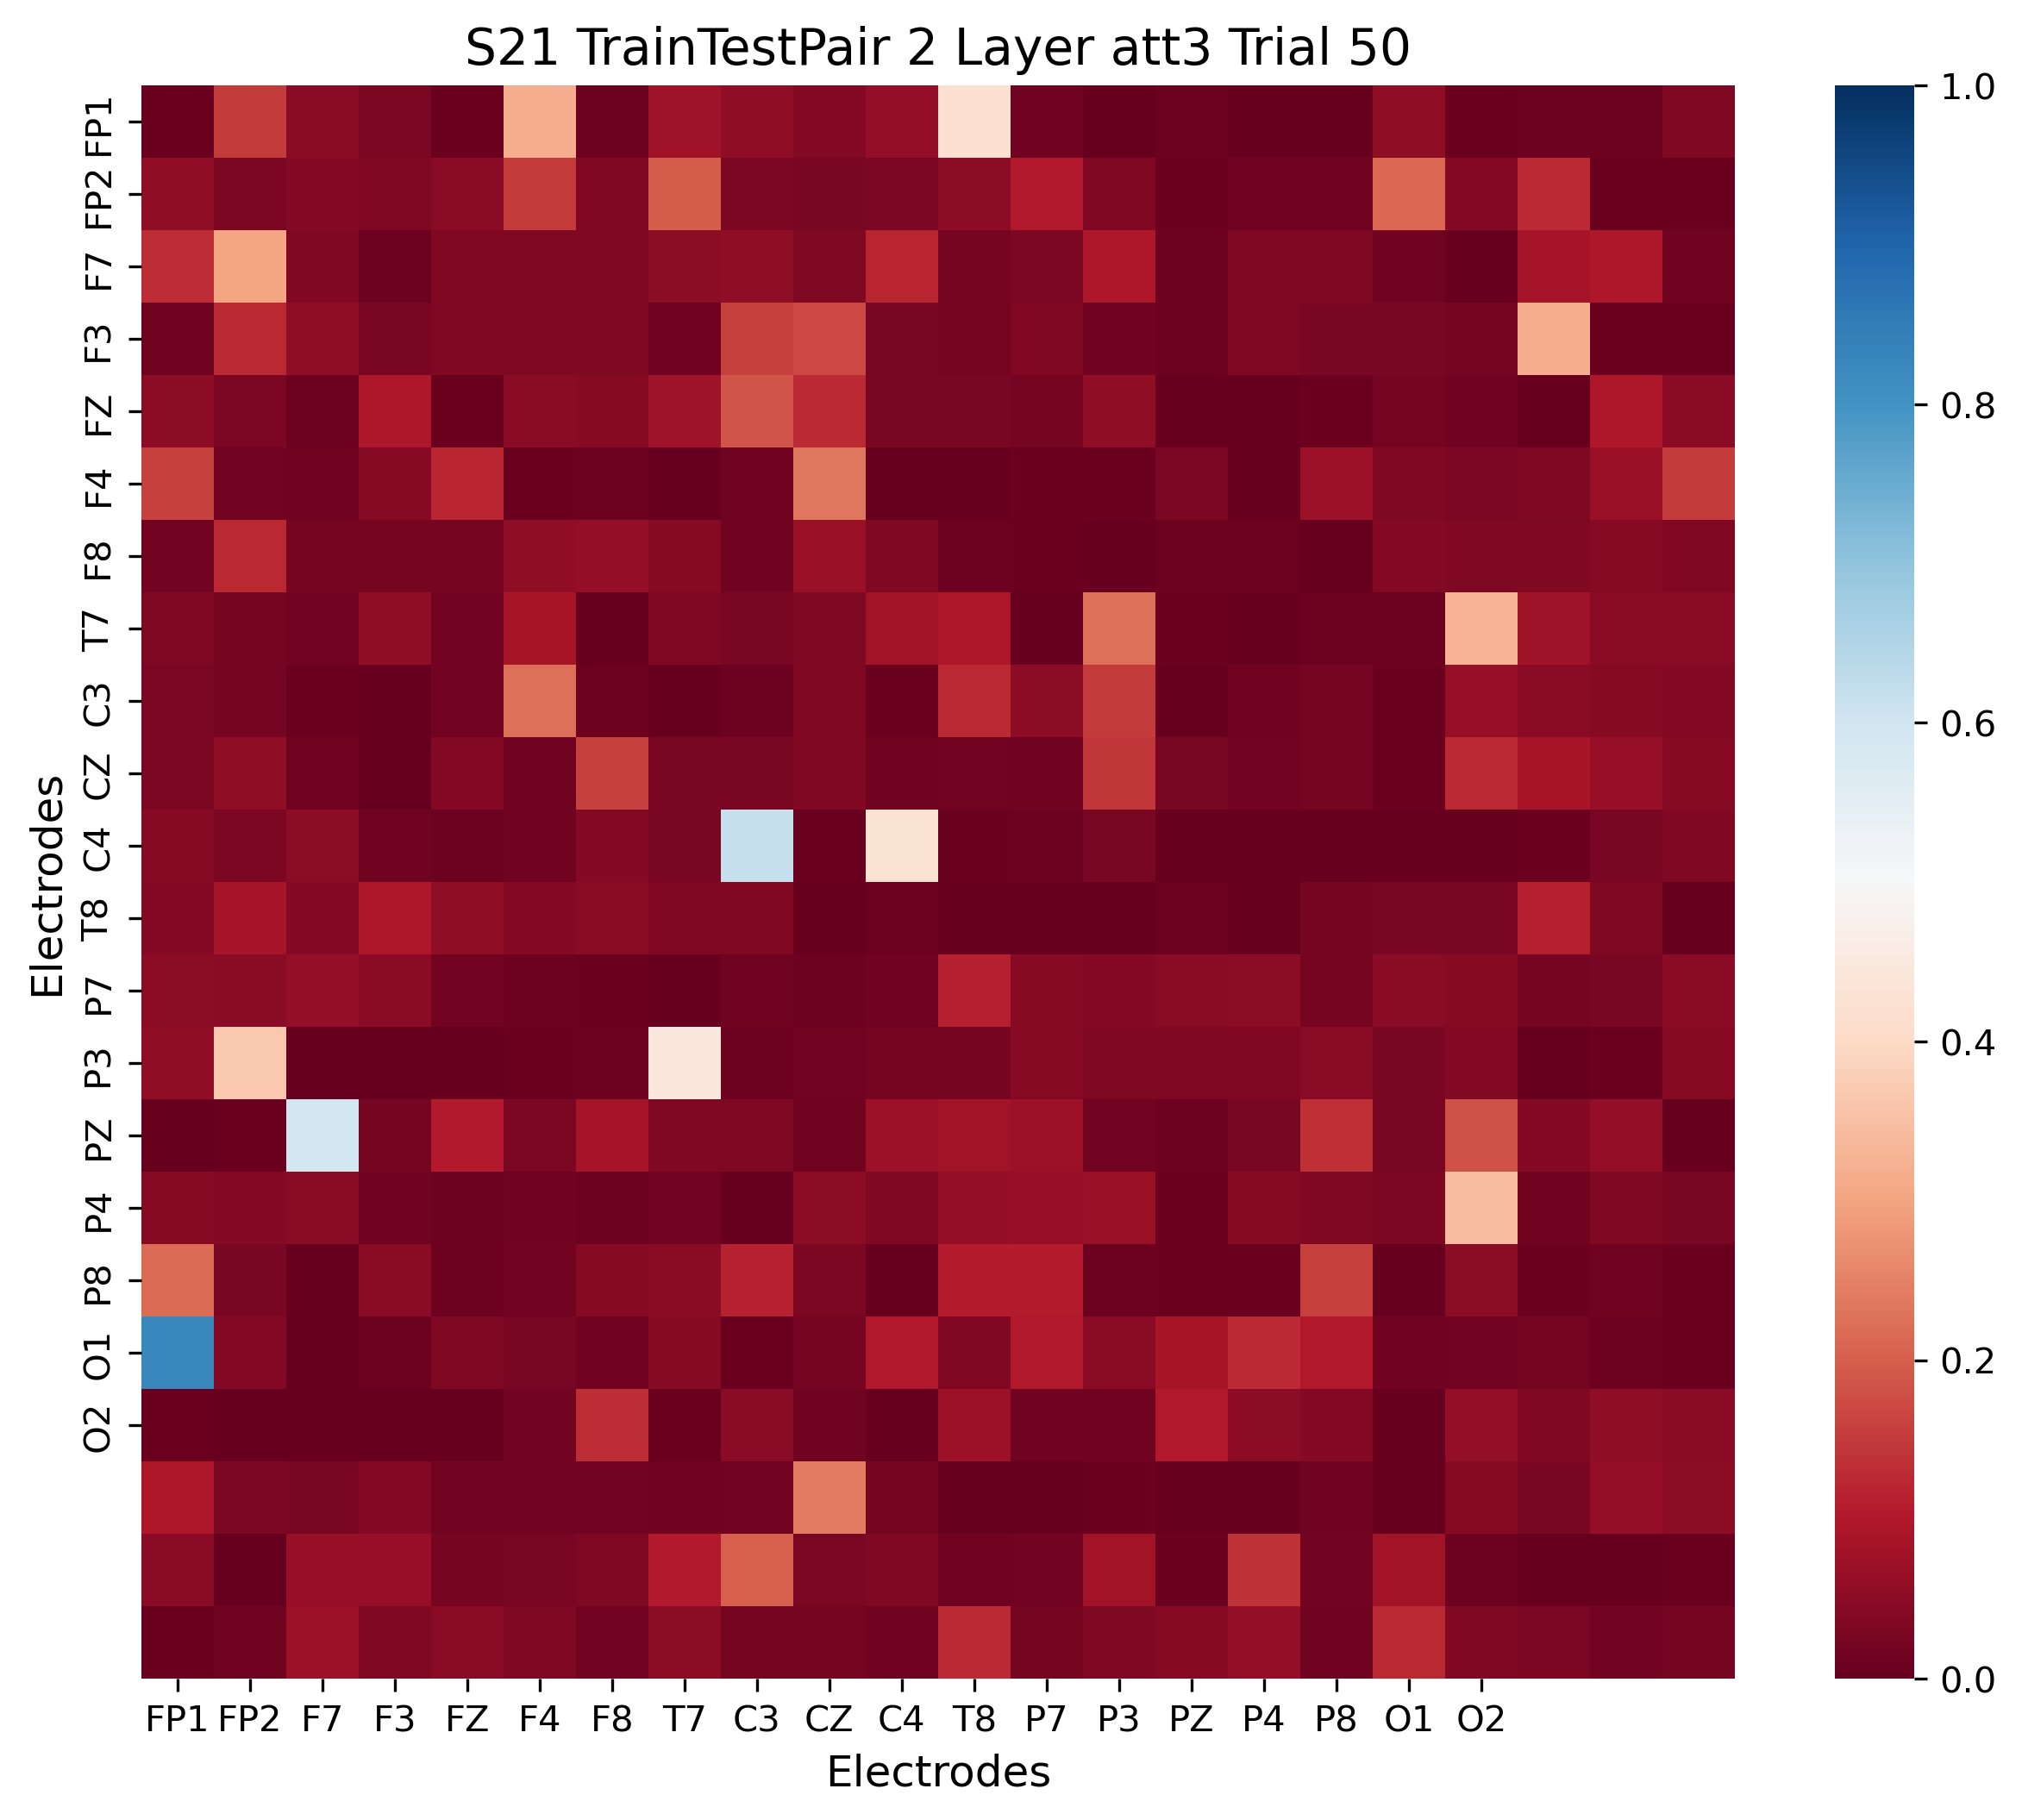 S21 TrainTestPair 2 Layer att3 Trial 50
Electrodes
FP1
FP2
F7
F3
FZ
F4
F8
T7
C3
CZ
C4
T8
P7
P3
PZ
P4
P8
O1
O2
FP1 FP2 F7 F3 FZ F4 F8 T7 C3 CZ C4 T8 P7 P3 PZ P4 P8 O1 O2
Electrodes
1.0
0.8
0.6
0.4
0.2
0.0